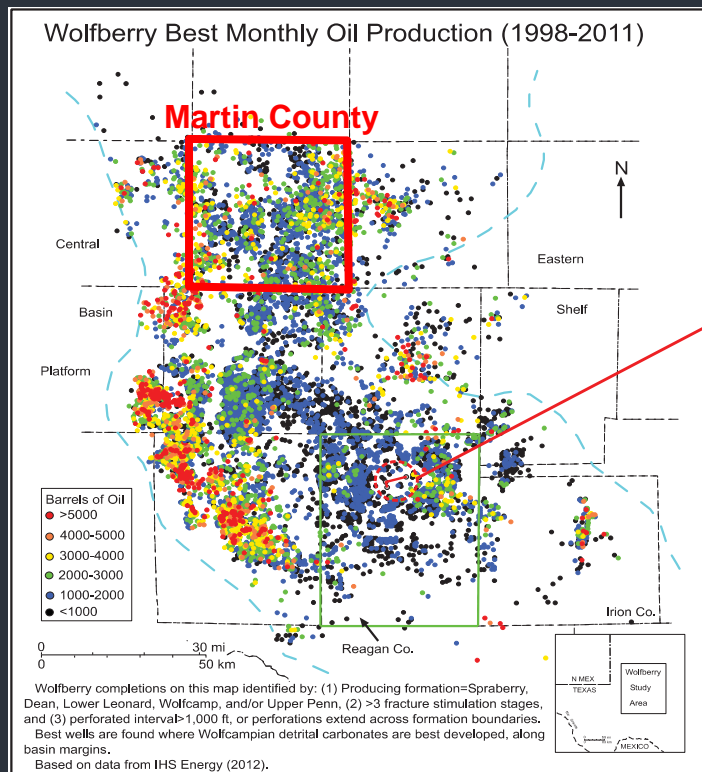 Wolfberry Best Monthly Oil Production (1998-2011)
Martin County
N
Central
Eastern
Basin
Shelf
Platform
Barrels of Oil
>5000
4000-5000
3000-4000
2000-3000
1000-2000
<1000
Irion Co.
Reagan Co.
0 30 mi
0 50 km
N MEX
TEXAS
Wolfberry
Study
Area
MEXICO
Wolfberry completions on this map identified by: (1) Producing formation=Spraberry,
Dean, Lower Leonard, Wolfcamp, and/or Upper Penn, (2) >3 fracture stimulation stages,
and (3) perforated interval>1,000 ft, or perforations extend across formation boundaries.
Best wells are found where Wolfcampian detrital carbonates are best developed, along
basin margins.
Based on data from IHS Energy (2012).